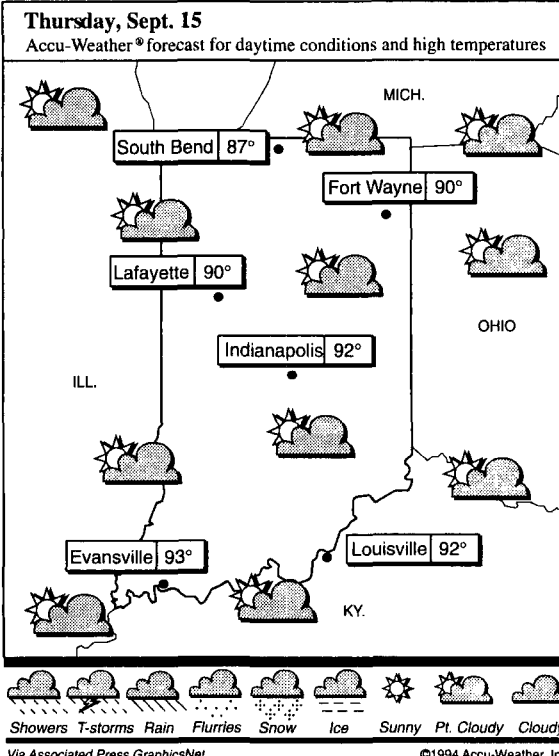 Thursday, Sept. 15
Accu-Weather® forecast for daytime conditions and high temperatures
MICH.
South Bend 87°
Fort Wayne 90°
Lafayette 90°
OHIO
Indianapolis 92°
ILL.
Evansville 93°
Louisville 92°
KY.
Showers T-storms Rain Flurries Snow Ice Sunny Pt. Cloudy Cloud
Via Associated Press GraphicsNet ©1994 Accu-Weather, In